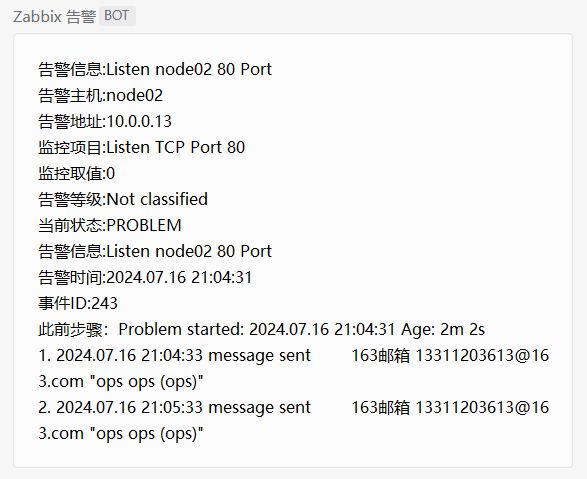 Zabbix 告警 BOT
告警信息:Listen node02 80 Port
告警主机:node02
告警地址:10.0.0.13
监控项目:Listen TCP Port 80
监控取值:0
告警等级:Not classified
当前状态:PROBLEM
告警信息:Listen node02 80 Port
告警时间:2024.07.16 21:04:31
事件ID:243
此前步骤：Problem started: 2024.07.16 21:04:31 Age: 2m 2s
1. 2024.07.16 21:04:33 message sent 163邮箱 13311203613@16
3.com "ops ops (ops)"
2. 2024.07.16 21:05:33 message sent 163邮箱 13311203613@16
3.com "ops ops (ops)"